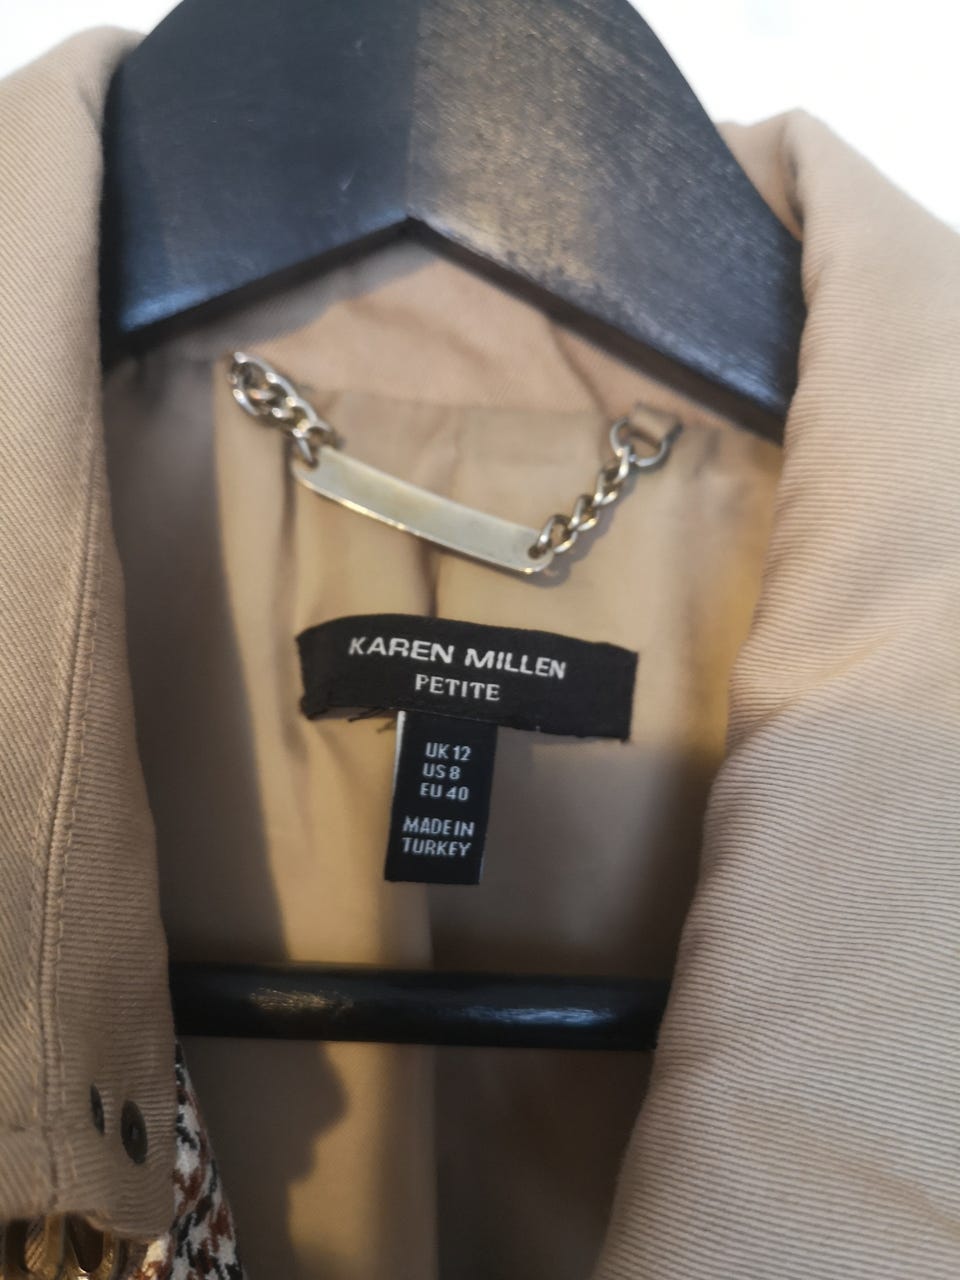 KAREN MILLEN
PETITE
UK 12
US 8
EU 40
MADE IN
TURKEY